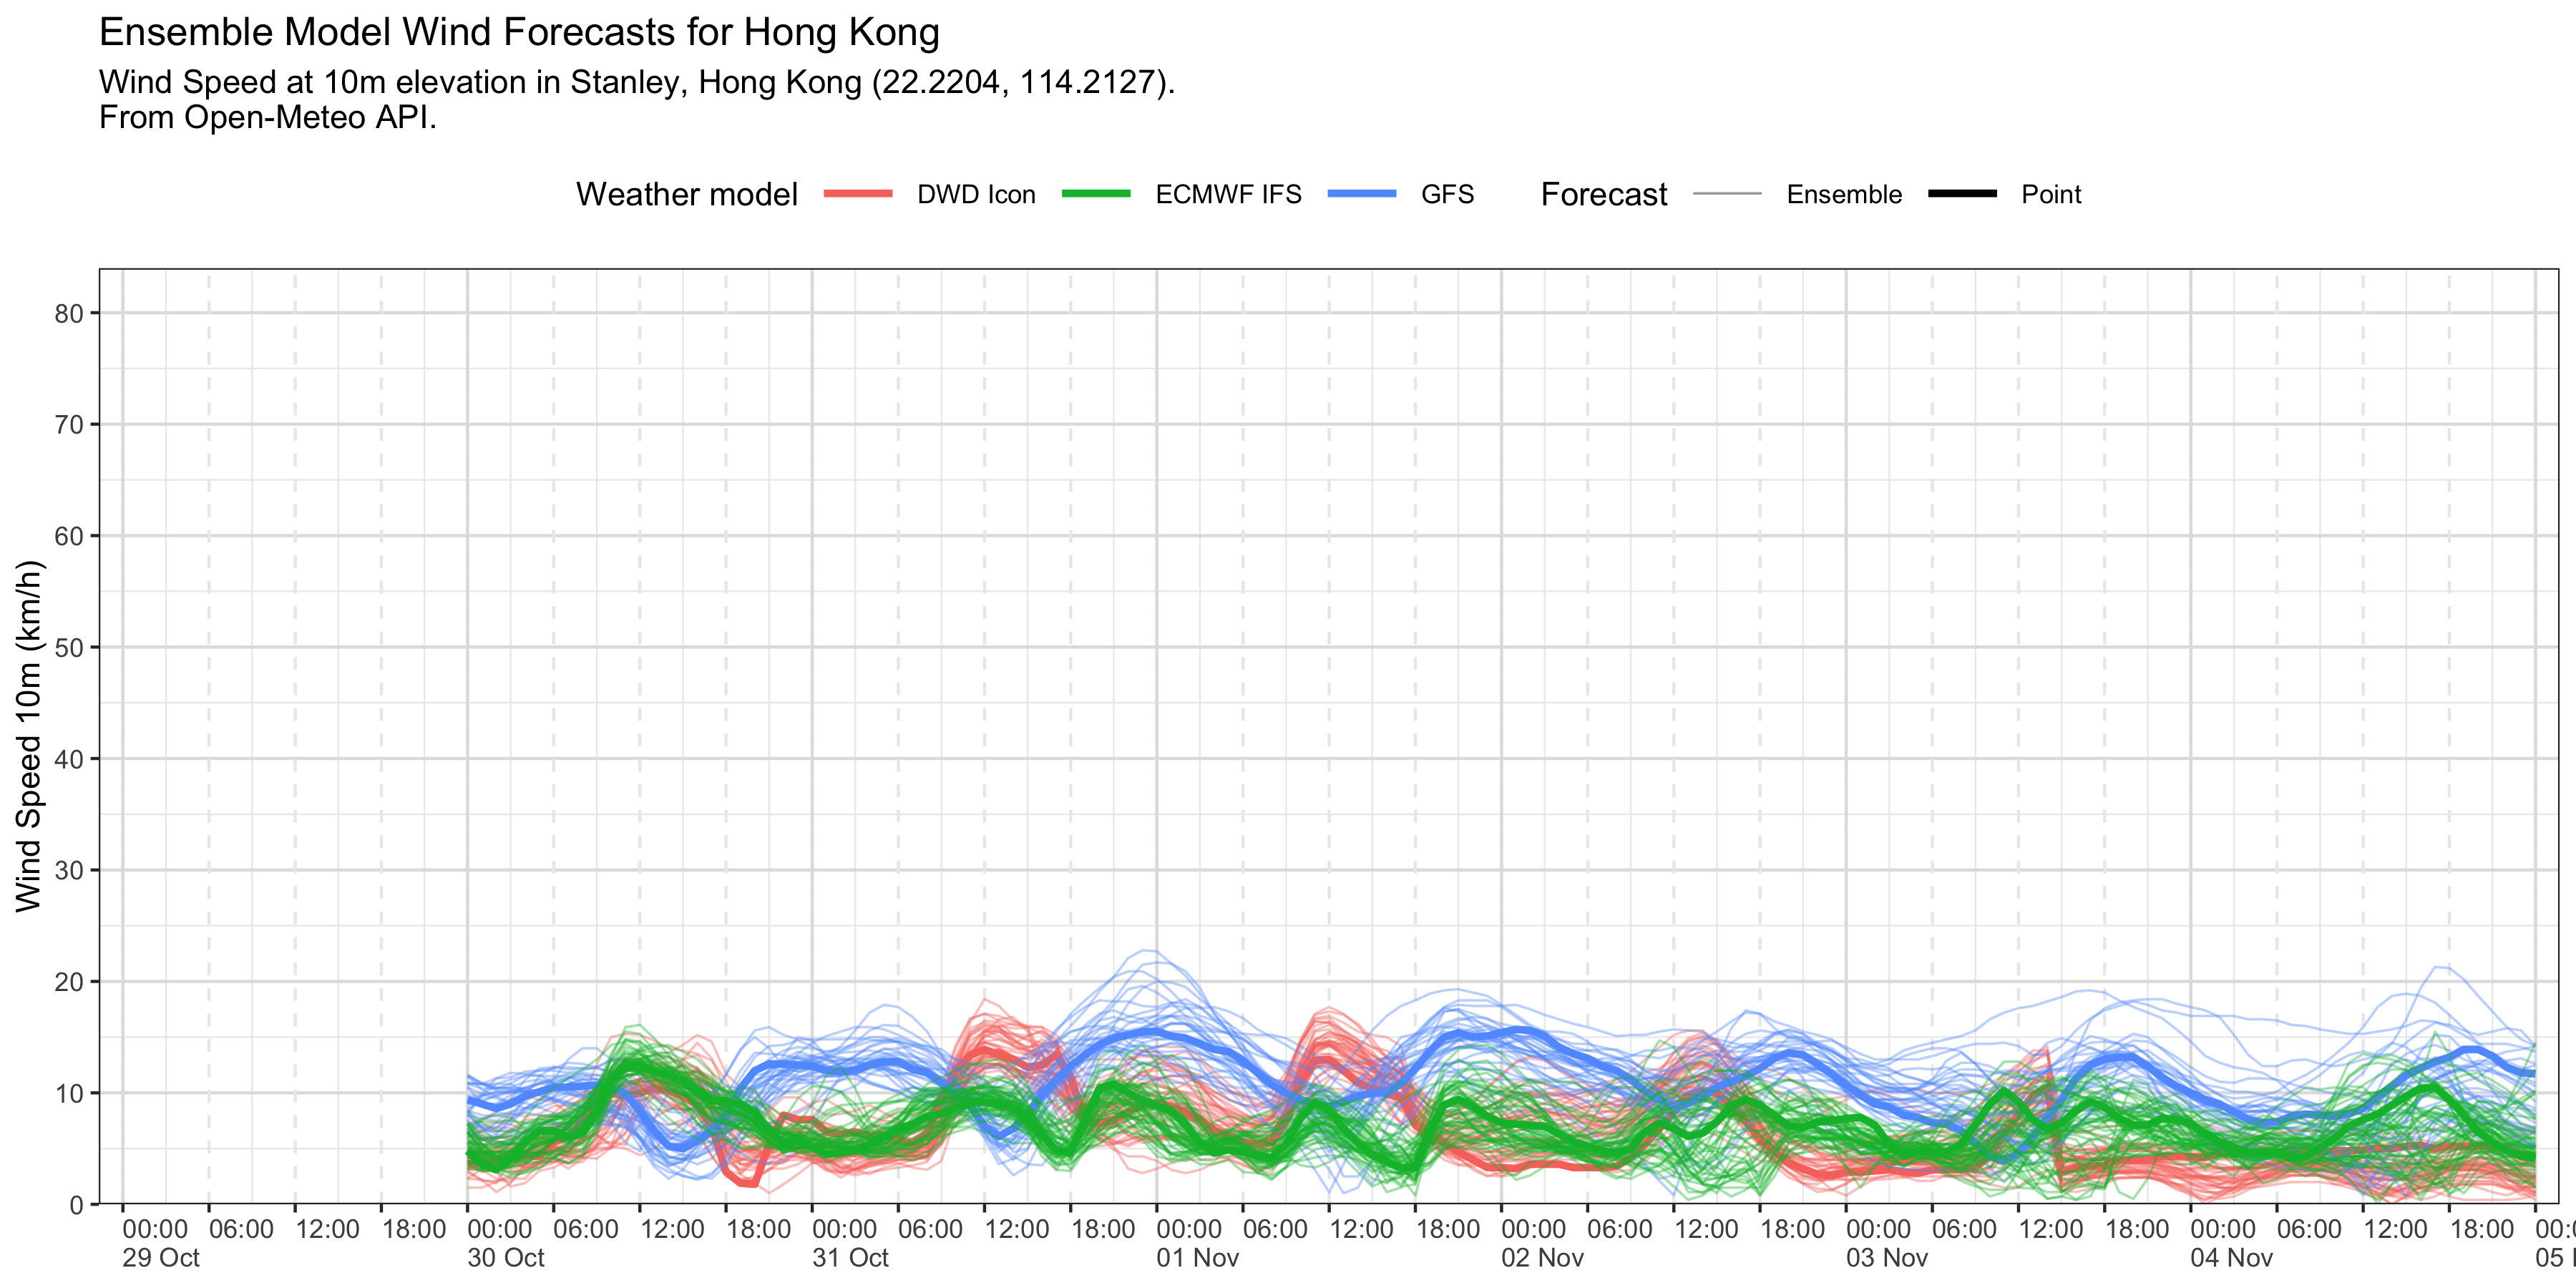 Ensemble Model Wind Forecasts for Hong Kong
Wind Speed at 10m elevation in Stanley, Hong Kong (22.2204, 114.2127).
From Open-Meteo API.
Weather model DWD Icon ECMWF IFS GFS Forecast Ensemble Point
80
70
60
50
40
30
20
10
0
Wind Speed 10m (km/h)
00:00 06:00 12:00 18:00 00:00 06:00 12:00 18:00 00:00 06:00 12:00 18:00 00:00 06:00 12:00 18:00 00:00 06:00 12:00 18:00 00:00 06:00 12:00 18:00 00:00 06:00 12:00 18:00
29 Oct 30 Oct 31 Oct 01 Nov 02 Nov 03 Nov 04 Nov 05